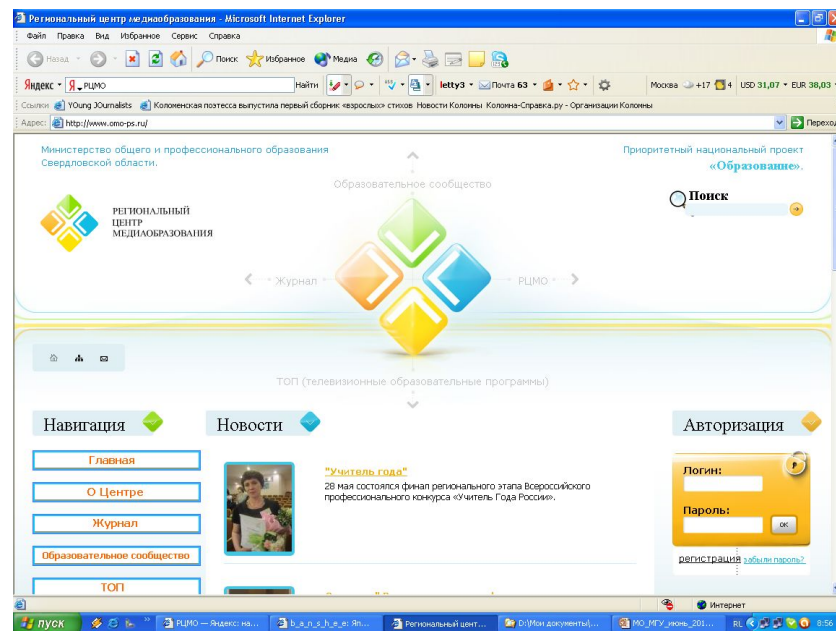 Региональный центр медиаобразования - Microsoft Internet Explorer
Файл Правка Вид Избранное Сервис Справка
Назад Поиск Избранное Медиа
Яндекс РЦМО Найти letty3 Почта 63 Москва +17 4 USD 31,07 EUR 38,03
Ссылки YOung JOurnalists Коломенская поэтесса выпустила первый сборник «взрослых» стихов Новости Коломны Коломна-Справка.ру - Организации Коломны
Адрес: http://www.omo-ps.ru/ Переход
Министерство общего и профессионального образования
Свердловской области.
Приоритетный национальный проект
«Образование».
Образовательное сообщество
Поиск
РЕГИОНАЛЬНЫЙ
ЦЕНТР
МЕДИАОБРАЗОВАНИЯ
Журнал
РЦМО
ТОП (телевизионные образовательные программы)
Навигация
Новости
Авторизация
Главная
О Центре
Журнал
Образовательное сообщество
ТОП
"Учитель года"
28 мая состоялся финал регионального этапа Всероссийского
профессионального конкурса «Учитель Года России».
Логин:
Пароль:
ОК
регистрация забыли пароль?
Интернет
пуск РЦМО — Яндекс: на... b_a_n_s_h_e_e: Ян... Региональный цент... D:\Мои документы\... МО_МГУ_июнь_201... RL 8:56